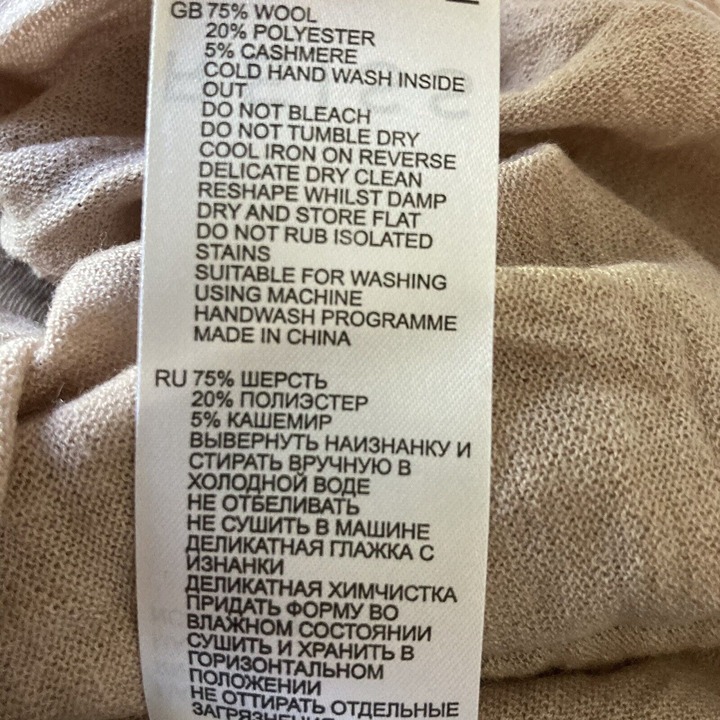 GB 75% WOOL
20% POLYESTER
5% CASHMERE
COLD HAND WASH INSIDE
OUT
DO NOT BLEACH
DO NOT TUMBLE DRY
COOL IRON ON REVERSE
DELICATE DRY CLEAN
RESHAPE WHILST DAMP
DRY AND STORE FLAT
DO NOT RUB ISOLATED
STAINS
SUITABLE FOR WASHING
USING MACHINE
HANDWASH PROGRAMME
MADE IN CHINA
RU 75% ШЕРСТЬ
20% ПОЛИЭСТЕР
5% КАШЕМИР
ВЫВЕРНУТЬ НАИЗНАНКУ И
СТИРАТЬ ВРУЧНУЮ В
ХОЛОДНОЙ ВОДЕ
НЕ ОТБЕЛИВАТЬ
НЕ СУШИТЬ В МАШИНЕ
ДЕЛИКАТНАЯ ГЛАЖКА С
ИЗНАНКИ
ДЕЛИКАТНАЯ ХИМЧИСТКА
ПРИДАТЬ ФОРМУ ВО
ВЛАЖНОМ СОСТОЯНИИ
СУШИТЬ И ХРАНИТЬ В
ГОРИЗОНТАЛЬНОМ
ПОЛОЖЕНИИ
НЕ ОТТИРАТЬ ОТДЕЛЬНЫЕ
ЗАГРЯЗНЕНИЯ